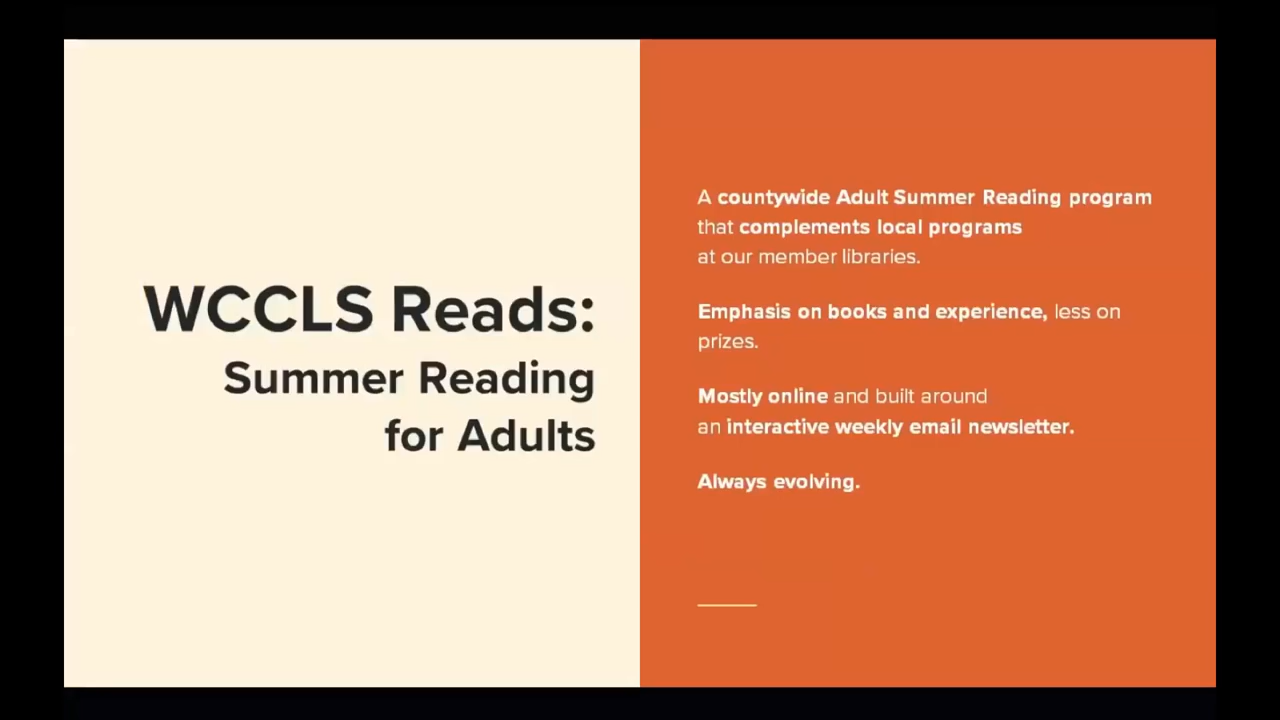 WCCLS Reads:
Summer Reading
for Adults
A countywide Adult Summer Reading program
that complements local programs
at our member libraries.
Emphasis on books and experience, less on
prizes.
Mostly online and built around
an interactive weekly email newsletter.
Always evolving.